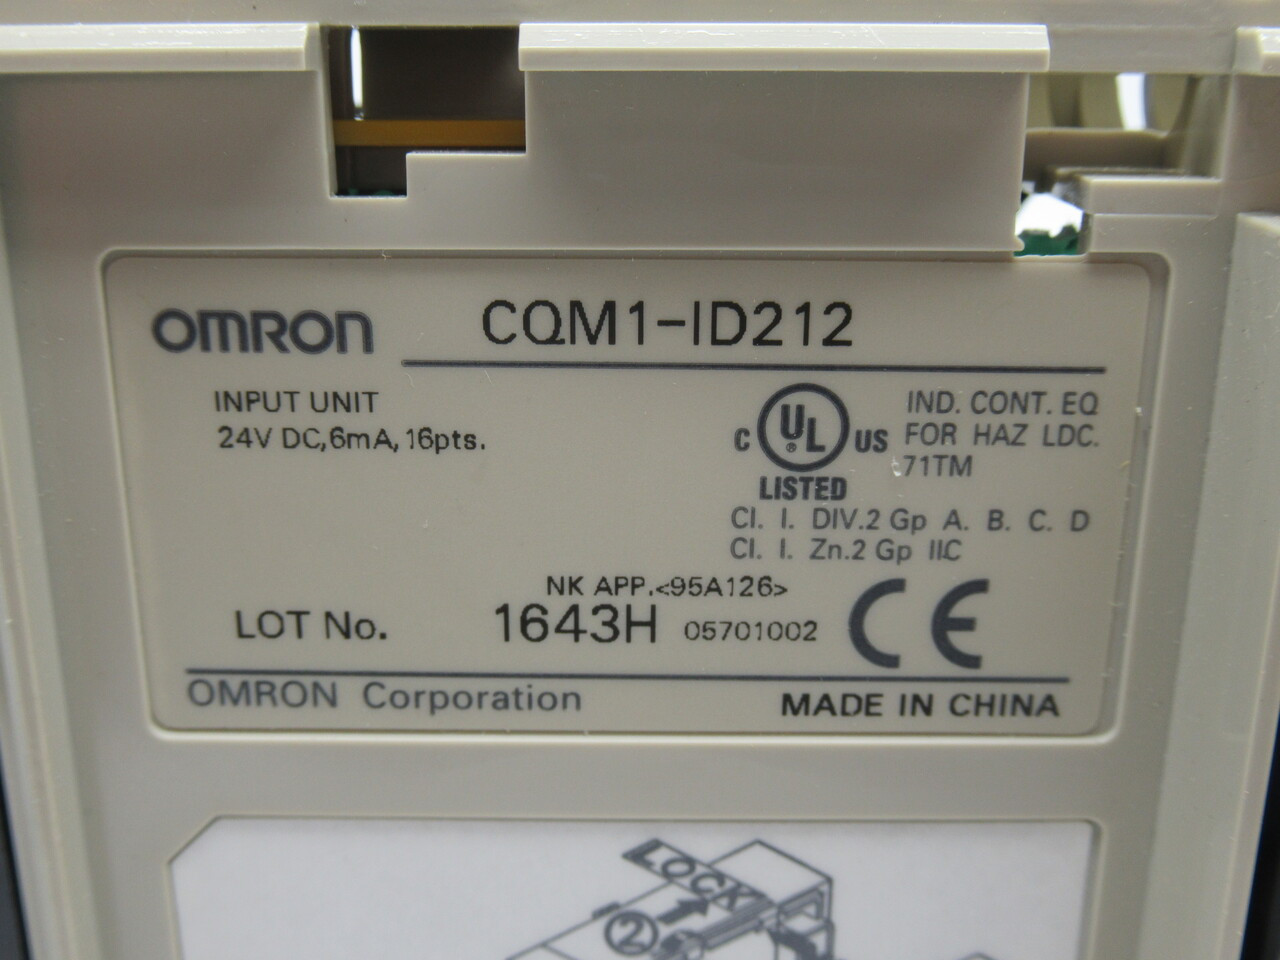 OMRON CQM1-ID212
INPUT UNIT
24V DC,6mA,16pts.
C UL ® US
LISTED
IND. CONT. EQ
FOR HAZ LDC.
71TM
Cl. I. DIV.2 Gp A. B. C. D
Cl. I. Zn.2 Gp IIC
NK APP.<95A126>
LOT No. 1643H 05701002
CE
OMRON Corporation MADE IN CHINA
LOCK
2